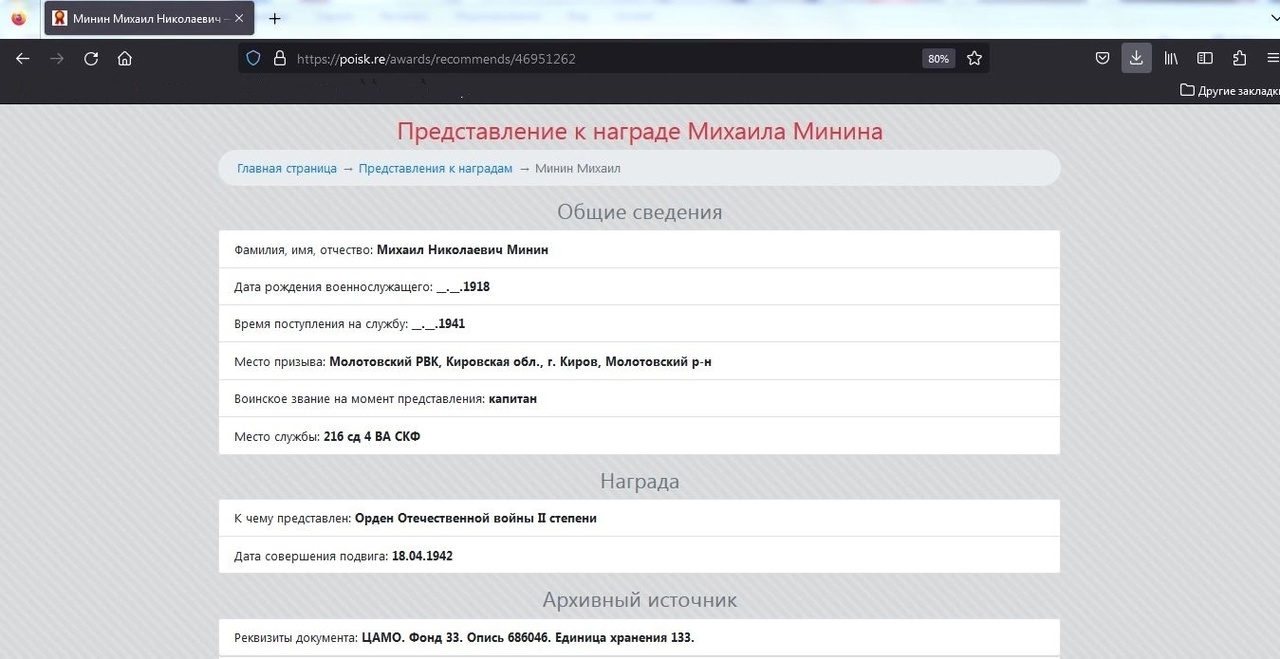 Минин Михаил Николаевич –
https://poisk.re/awards/recommends/46951262
80%
Другие закладки
Представление к награде Михаила Минина
Главная страница → Представления к наградам → Минин Михаил
Общие сведения
Фамилия, имя, отчество: Михаил Николаевич Минин
Дата рождения военнослужащего: __.__.1918
Время поступления на службу: __.__.1941
Место призыва: Молотовский РВК, Кировская обл., г. Киров, Молотовский р-н
Воинское звание на момент представления: капитан
Место службы: 216 сд 4 ВА СКФ
Награда
К чему представлен: Орден Отечественной войны II степени
Дата совершения подвига: 18.04.1942
Архивный источник
Реквизиты документа: ЦАМО. Фонд 33. Опись 686046. Единица хранения 133.